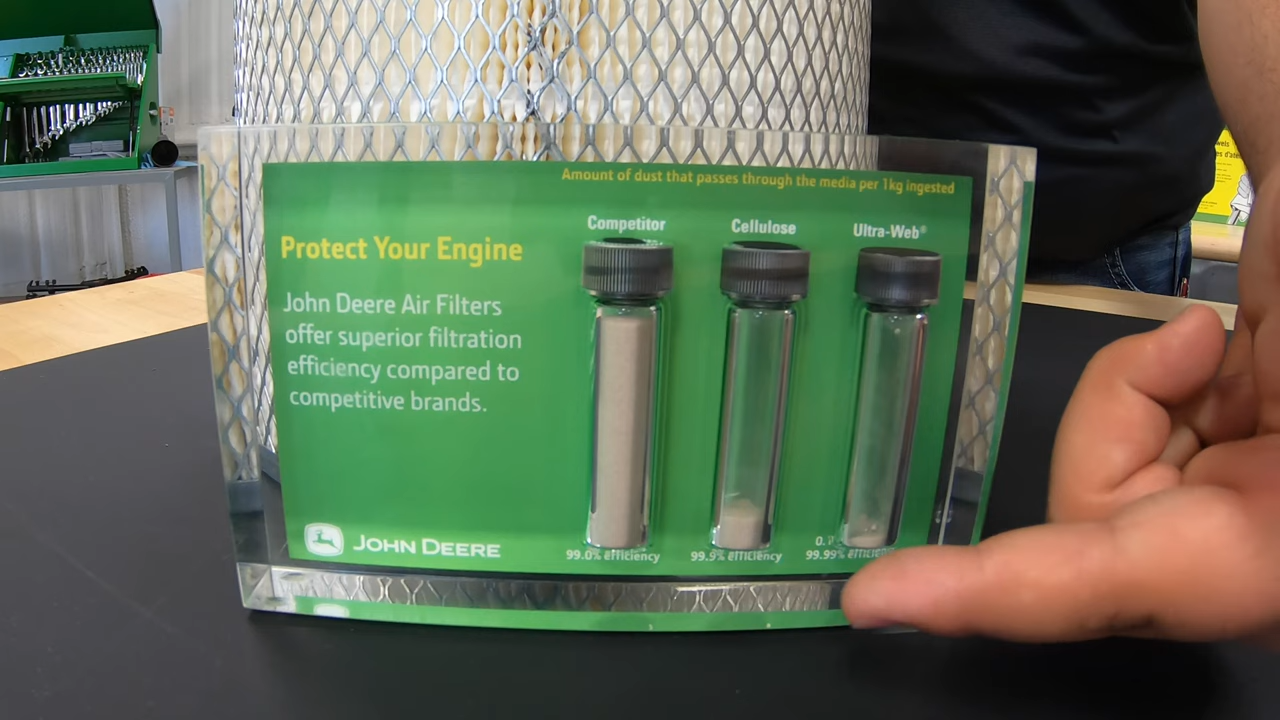 Amount of dust that passes through the media per 1kg ingested
Competitor
Cellulose
Ultra-Web®
Protect Your Engine
John Deere Air Filters
offer superior filtration
efficiency compared to
competitive brands.
JOHN DEERE
99.0% efficiency
99.9% efficiency
99.99% efficiency